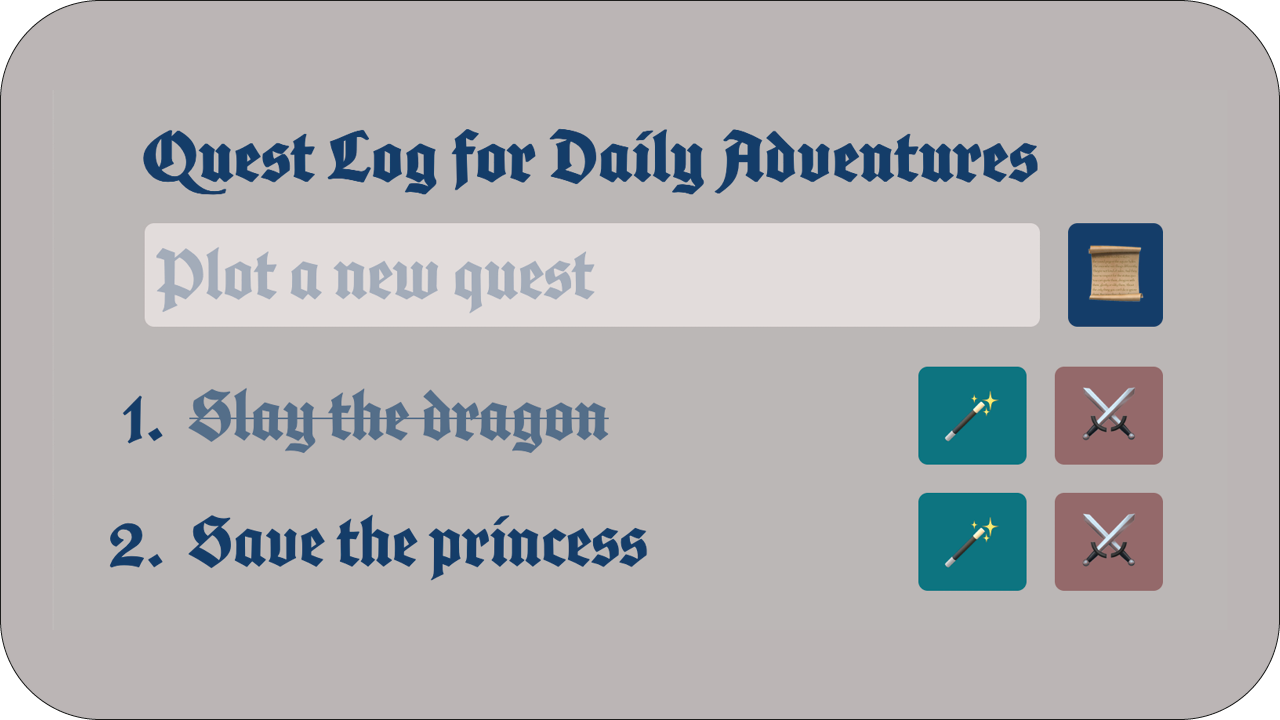 Quest Log for Daily Adventures
Plot a new quest
1. Slay the dragon
2. Save the princess